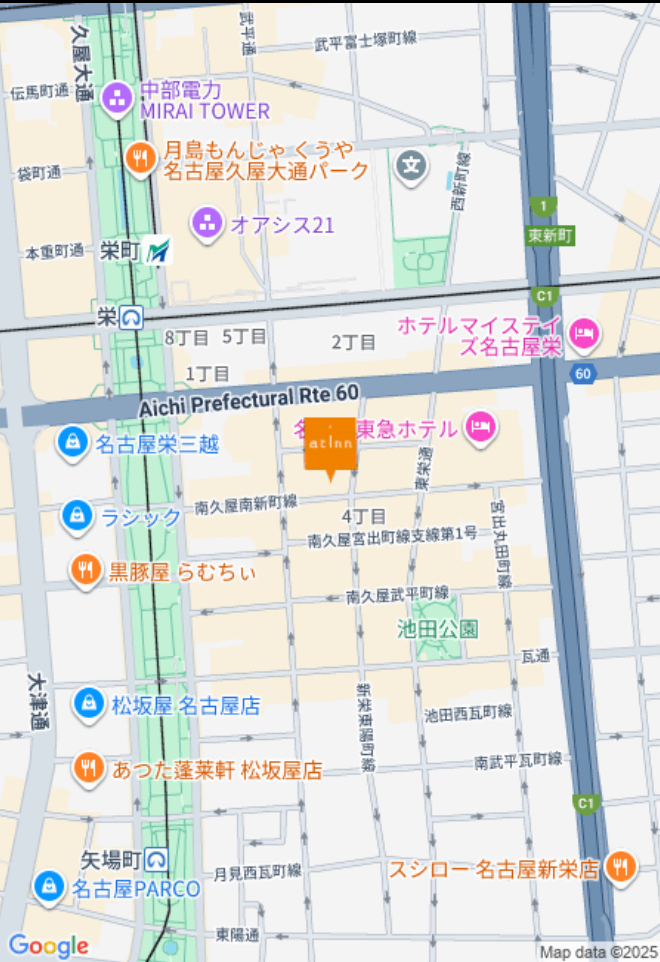 武平通
武平富士塚町線
久屋大通
伝馬町通
中部電力
MIRAI TOWER
月島もんじゃ くうや
名古屋久屋大通パーク
袋町通
文
西新町線
1
オアシス21
東新町
本重町通
栄町
C1
栄
8丁目
5丁目
2丁目
ホテルマイステイ
ズ名古屋栄
1丁目
60
Aichi Prefectural Rte 60
名
東急ホテル
atinn
名古屋栄三越
東栄通
南久屋南新町線
ラシック
4丁目
宮出丸田町線
南久屋宮出町線支線第1号
黒豚屋 らむちぃ
南久屋武平町線
池田公園
瓦通
大津通
松坂屋 名古屋店
新栄東陽町線
池田西瓦町線
あつた蓬莱軒 松坂屋店
南武平瓦町線
C1
矢場町
月見西瓦町線
スシロー 名古屋新栄店
名古屋PARCO
東陽通
Google
Map data ©2025